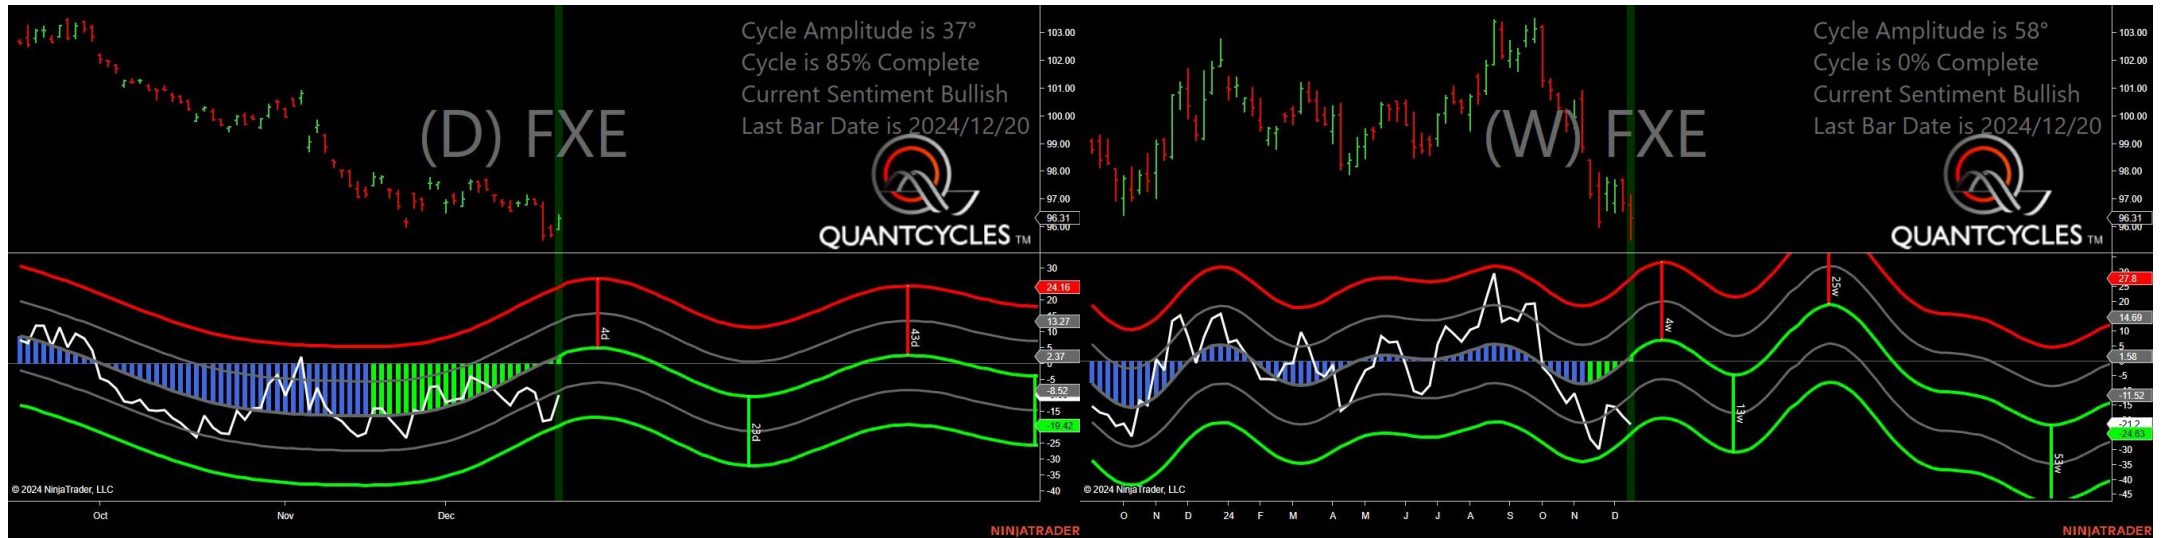 Cycle Amplitude is 37°
Cycle is 85% Complete
Current Sentiment Bullish
Last Bar Date is 2024/12/20
(D) FXE
QUANTCYCLES TM
103.00
102.00
101.00
100.00
99.00
98.00
97.00
96.31
96.00
30
24.16
20
13.27
10
5
2.37
-5
-8.52
-15
-19.42
-25
-30
-35
-40
4d
28d
43d
© 2024 NinjaTrader, LLC
Oct
Nov
Dec
NINJATRADER
Cycle Amplitude is 58°
Cycle is 0% Complete
Current Sentiment Bullish
Last Bar Date is 2024/12/20
(W) FXE
QUANTCYCLES TM
103.00
102.00
101.00
100.00
99.00
98.00
97.00
96.31
96.00
27.8
25
20
14.69
10
5
1.58
-5
-11.52
-15
-21.2
-24.63
-30
-35
-40
-45
4w
13w
25w
53w
© 2024 NinjaTrader, LLC
O N D 24 F M A M J J A S O N D
NINJATRADER